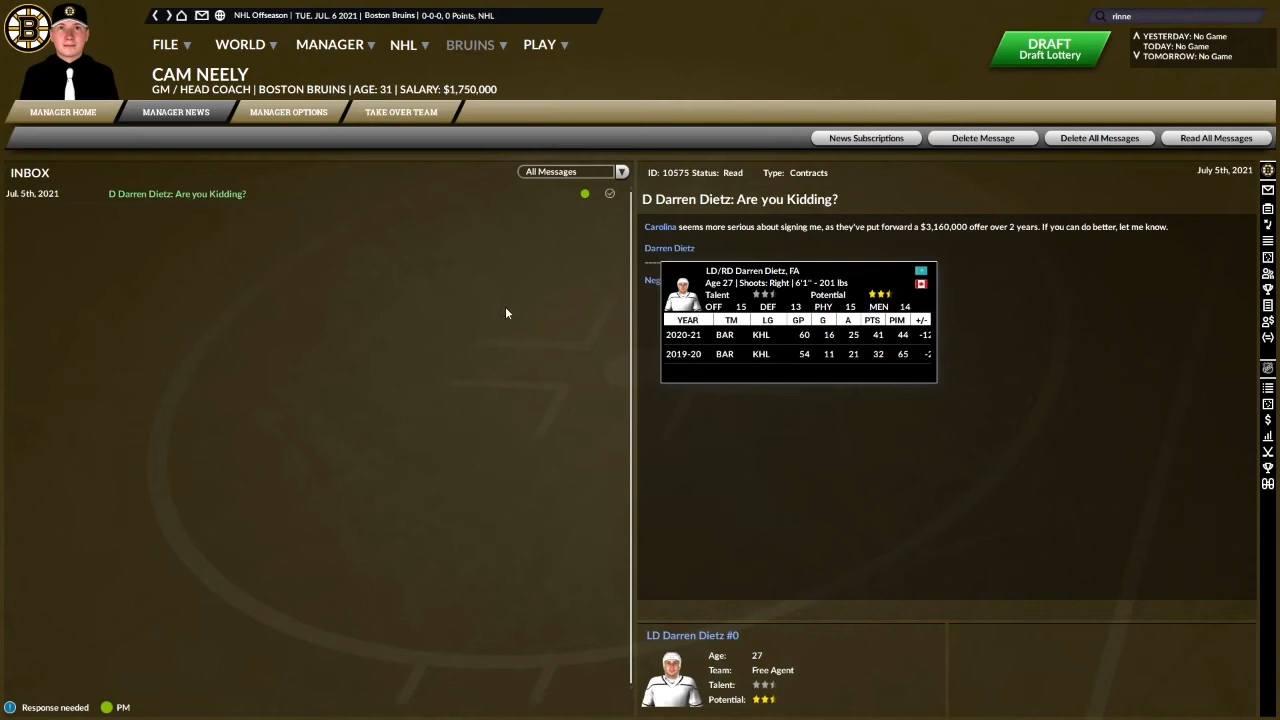 NHL Offseason | TUE. JUL. 6 2021 | Boston Bruins | 0-0-0, 0 Points, NHL
rinne
FILE
WORLD
MANAGER
NHL
BRUINS
PLAY
DRAFT
Draft Lottery
YESTERDAY: No Game
TODAY: No Game
TOMORROW: No Game
CAM NEELY
GM / HEAD COACH | BOSTON BRUINS | AGE: 31 | SALARY: $1,750,000
MANAGER HOME
MANAGER NEWS
MANAGER OPTIONS
TAKE OVER TEAM
News Subscriptions
Delete Message
Delete All Messages
Read All Messages
INBOX
All Messages
Jul. 5th, 2021 D Darren Dietz: Are you Kidding?
ID: 10575 Status: Read Type: Contracts
July 5th, 2021
D Darren Dietz: Are you Kidding?
Carolina seems more serious about signing me, as they've put forward a $3,160,000 offer over 2 years. If you can do better, let me know.
Darren Dietz
Neg
LD/RD Darren Dietz, FA
Age 27 | Shoots: Right | 6'1" - 201 lbs
Talent Potential
OFF 15 DEF 13 PHY 15 MEN 14
YEAR TM LG GP G A PTS PIM +/-
2020-21 BAR KHL 60 16 25 41 44 -12
2019-20 BAR KHL 54 11 21 32 65
LD Darren Dietz #0
Age: 27
Team: Free Agent
Talent:
Potential:
Response needed
PM